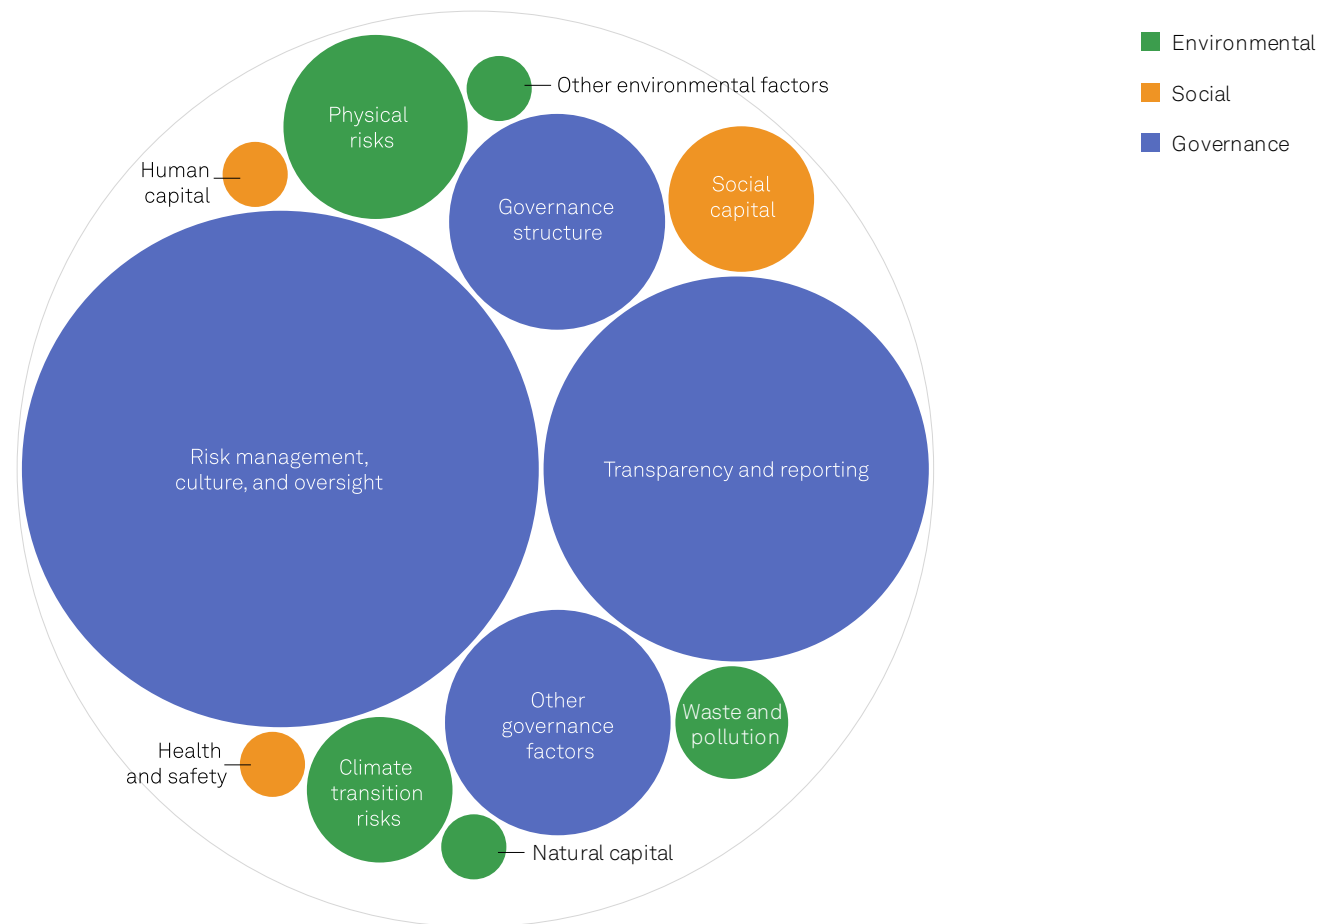 Environmental
Social
Governance
Other environmental factors
Physical
risks
Human
capital
Social
capital
Governance
structure
Risk management,
culture, and oversight
Transparency and reporting
Other
governance
factors
Waste and
pollution
Health
and safety
Climate
transition
risks
Natural capital